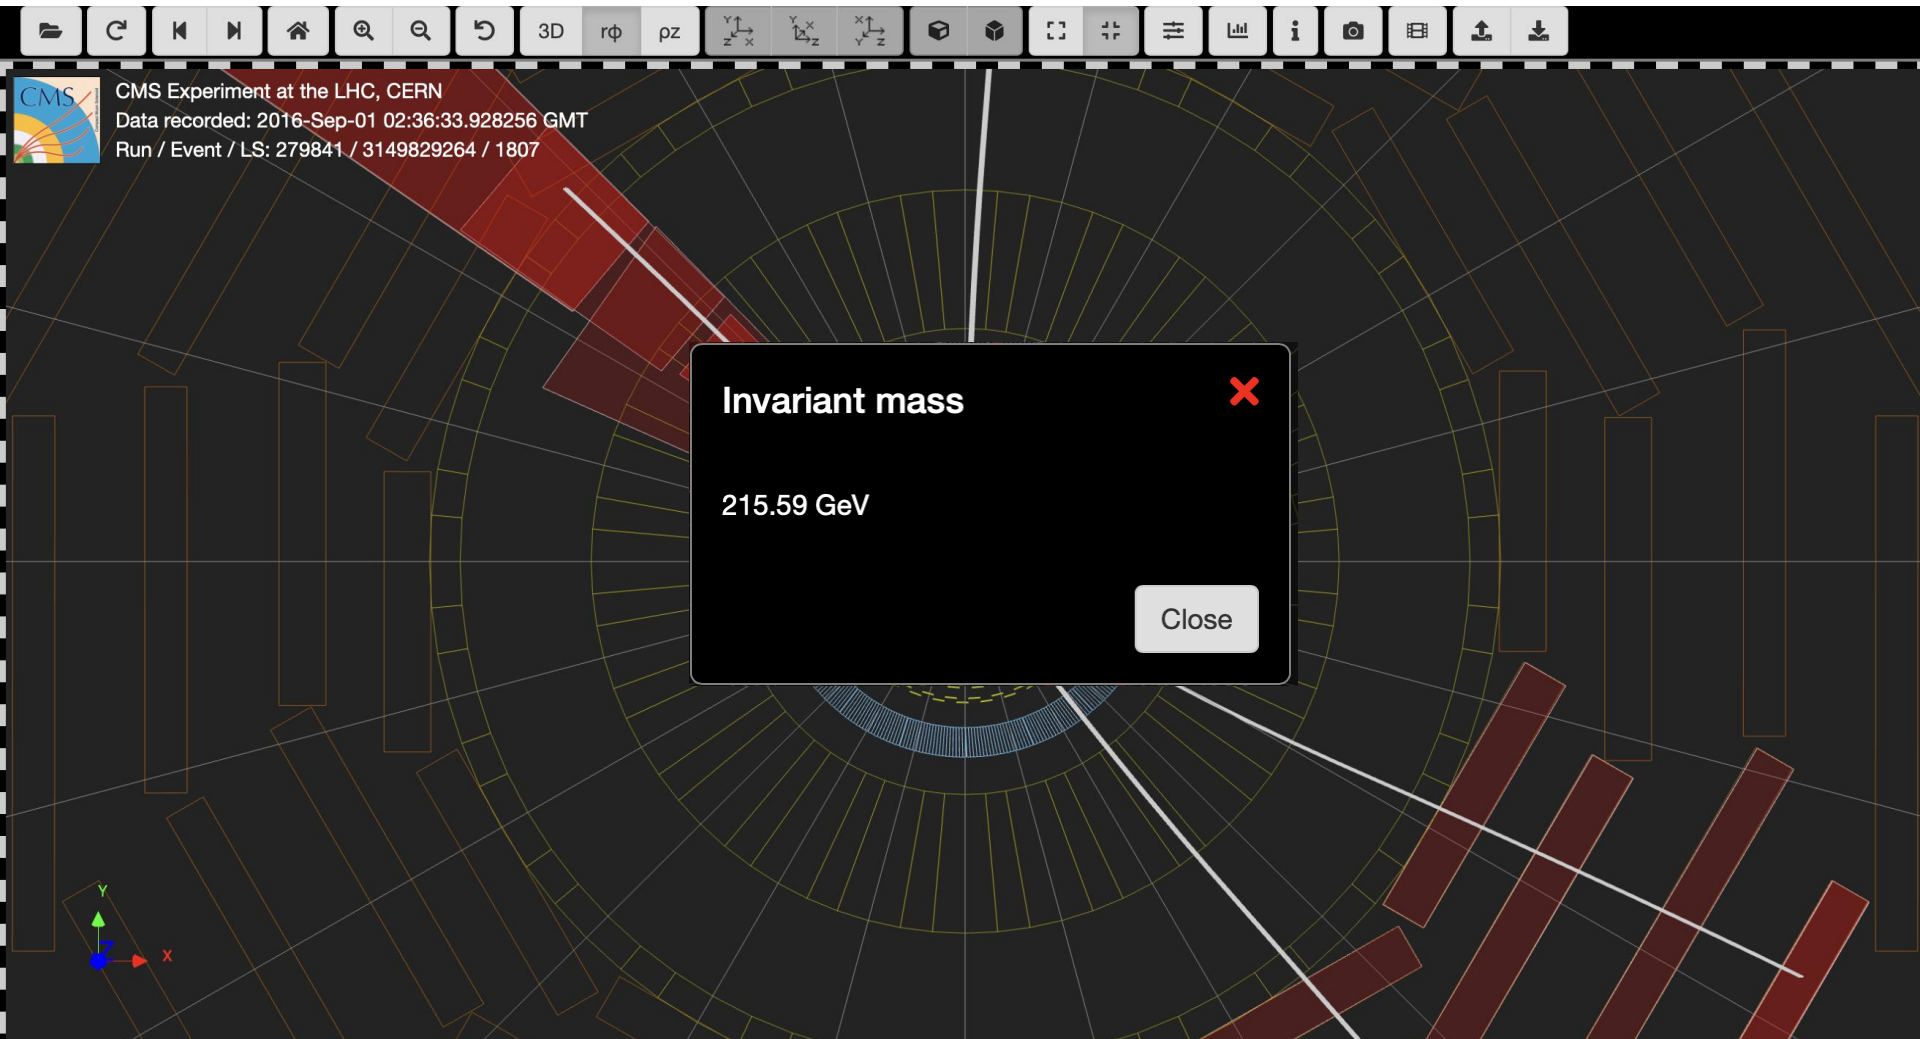 3D rφ ρz
Y
Z X
Y X
Z
X
Y Z
CMS
CMS Experiment at the LHC, CERN
Data recorded: 2016-Sep-01 02:36:33.928256 GMT
Run / Event / LS: 279841 / 3149829264 / 1807
Invariant mass
215.59 GeV
Close
Y
Z
X